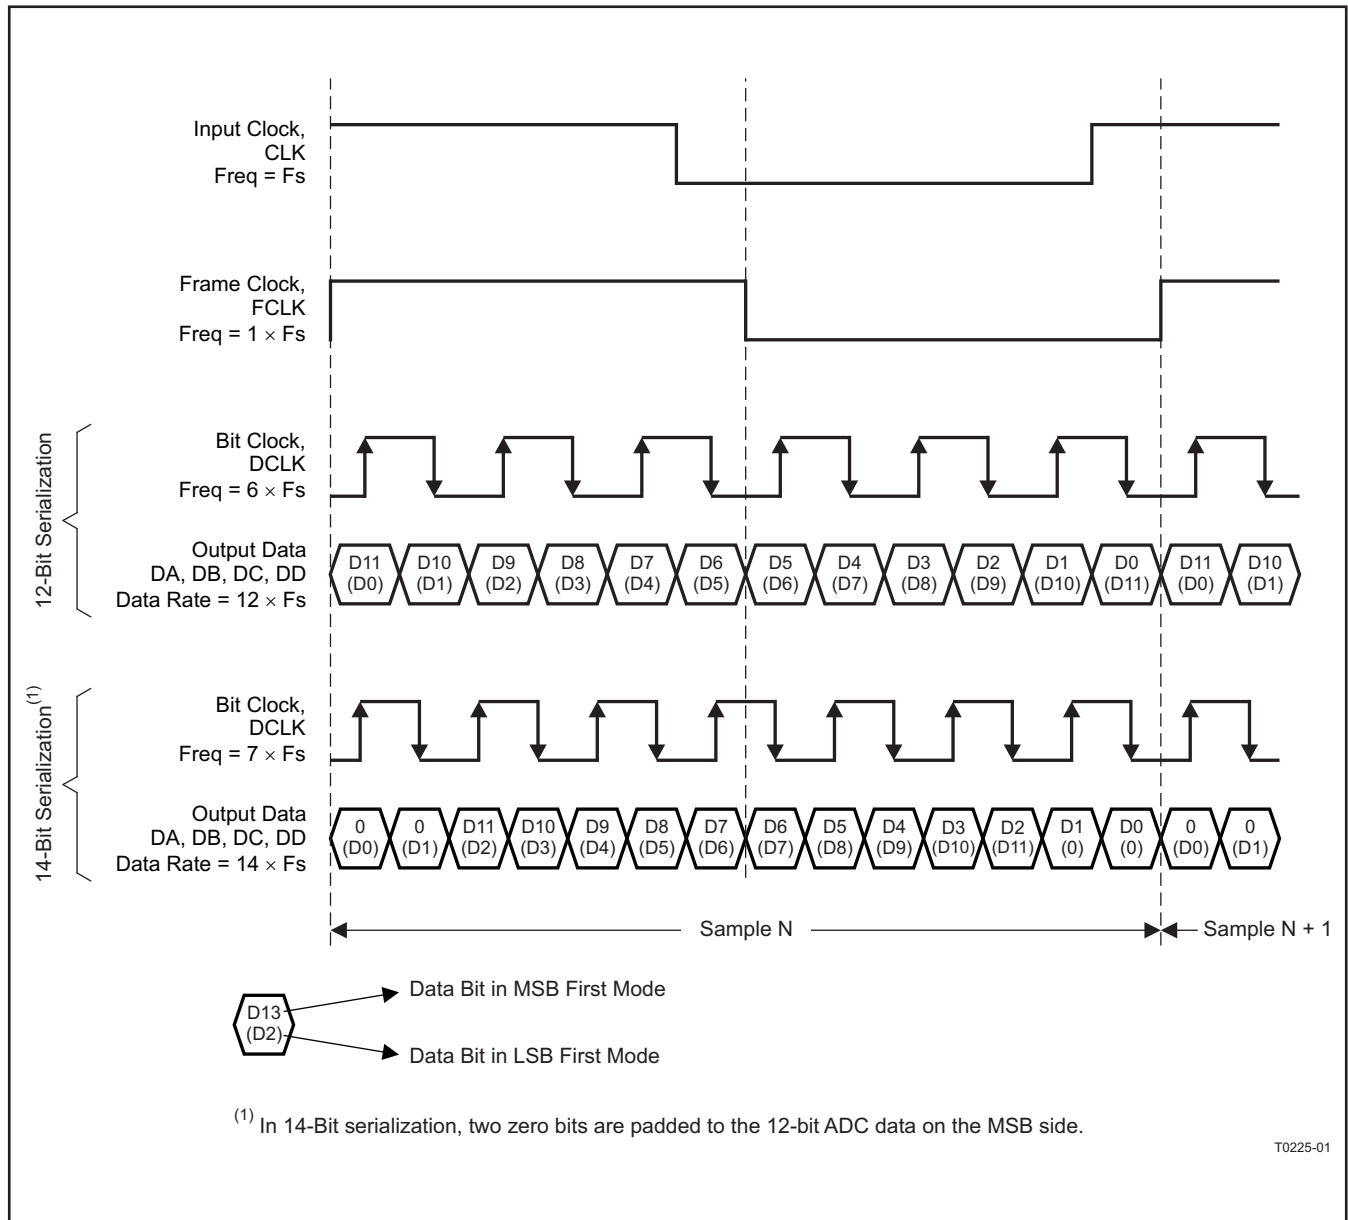 Input Clock,
CLK
Freq = Fs
Frame Clock,
FCLK
Freq = 1 × Fs
12-Bit Serialization
Bit Clock,
DCLK
Freq = 6 × Fs
Output Data
DA, DB, DC, DD
Data Rate = 12 × Fs
D11 D10 D9 D8 D7 D6 D5 D4 D3 D2 D1 D0 D11 D10
(D0) (D1) (D2) (D3) (D4) (D5) (D6) (D7) (D8) (D9) (D10) (D11) (D0) (D1)
14-Bit Serialization(1)
Bit Clock,
DCLK
Freq = 7 × Fs
Output Data
DA, DB, DC, DD
Data Rate = 14 × Fs
0 0 D11 D10 D9 D8 D7 D6 D5 D4 D3 D2 D1 D0 0 0
(D0) (D1) (D2) (D3) (D4) (D5) (D6) (D7) (D8) (D9) (D10) (D11) (0) (0) (D0) (D1)
Sample N
Sample N + 1
D13
(D2)
Data Bit in MSB First Mode
Data Bit in LSB First Mode
(1) In 14-Bit serialization, two zero bits are padded to the 12-bit ADC data on the MSB side.
T0225-01